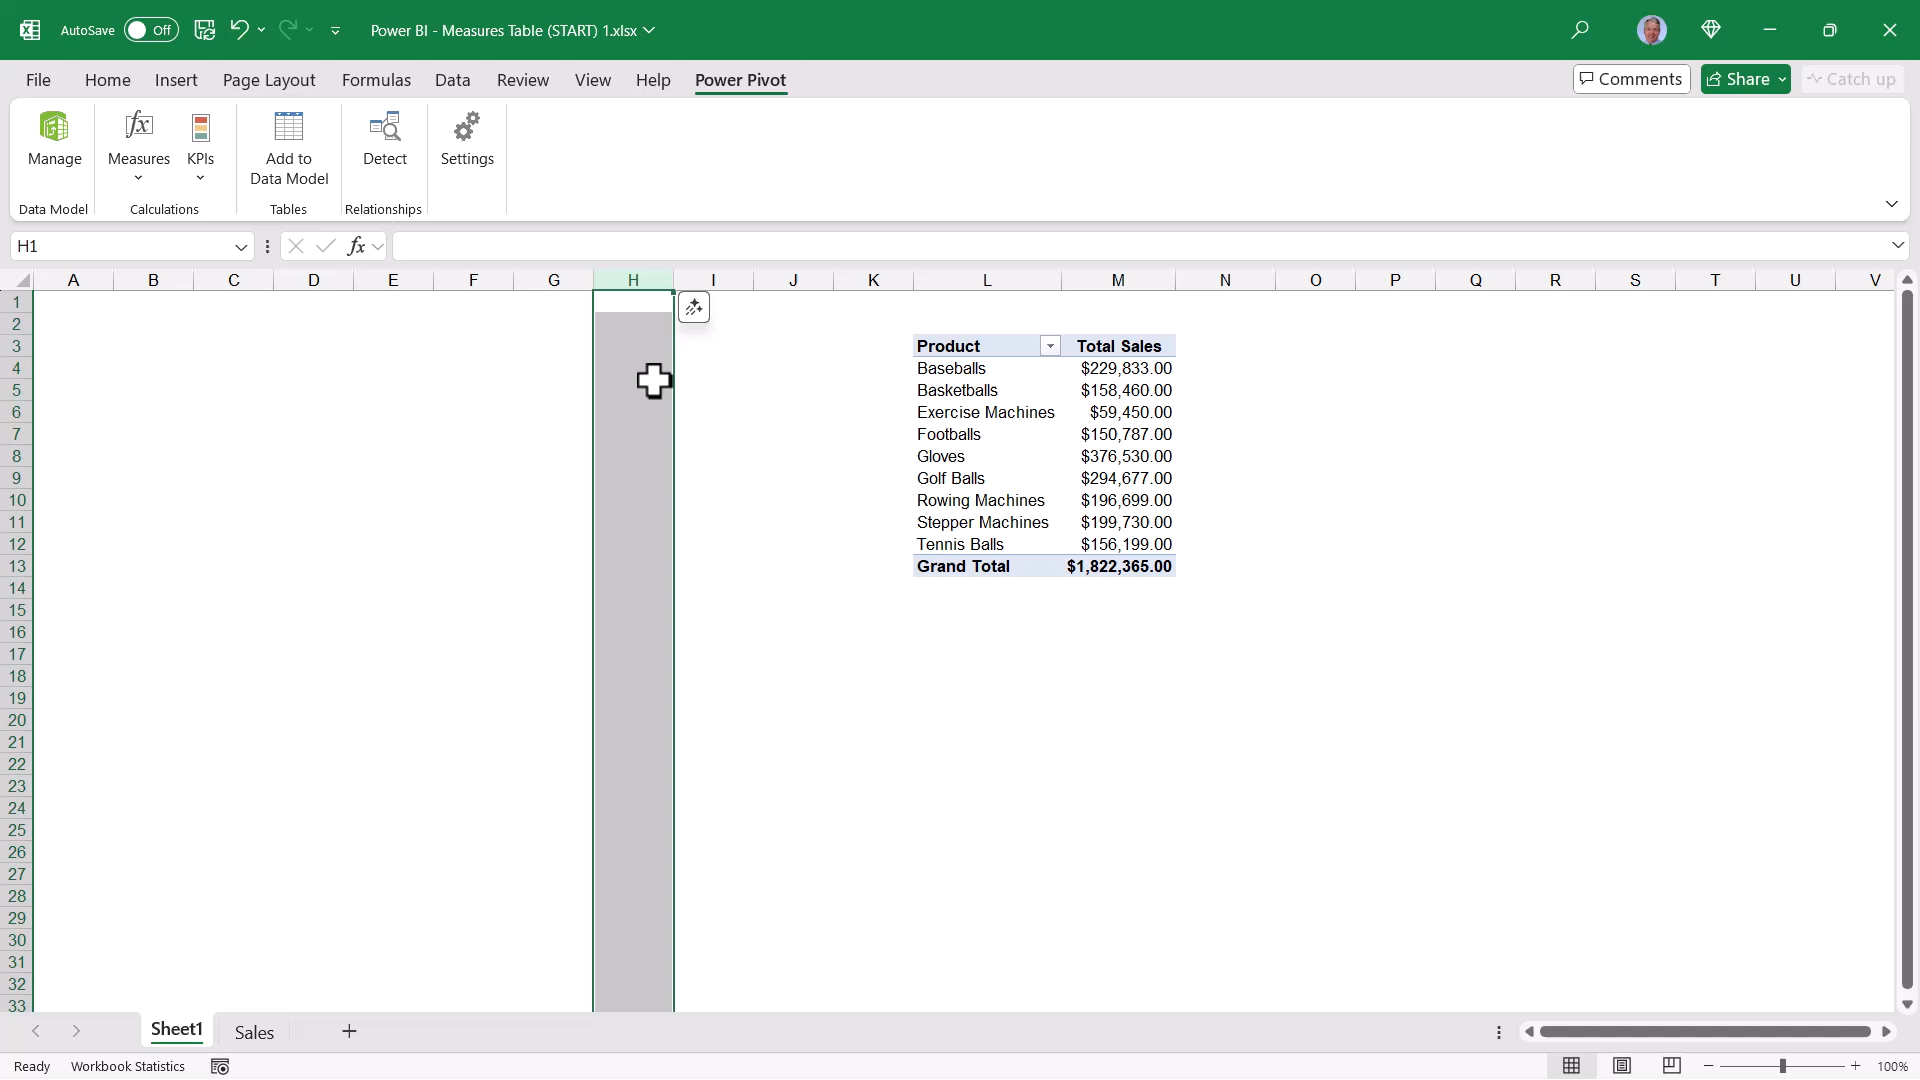 AutoSave Off Power BI - Measures Table (START) 1.xlsx
File Home Insert Page Layout Formulas Data Review View Help Power Pivot Comments Share Catch up
Manage Measures KPIs Add to Data Model Detect Settings
Data Model Calculations Tables Relationships
H1 fx
A B C D E F G H I J K L M N O P Q R S T U V
1
2
3 Product Total Sales
4 Baseballs $229,833.00
5 Basketballs $158,460.00
6 Exercise Machines $59,450.00
7 Footballs $150,787.00
8 Gloves $376,530.00
9 Golf Balls $294,677.00
10 Rowing Machines $196,699.00
11 Stepper Machines $199,730.00
12 Tennis Balls $156,199.00
13 Grand Total $1,822,365.00
14
15
16
17
18
19
20
21
22
23
24
25
26
27
28
29
30
31
32
33
Sheet1 Sales
Ready Workbook Statistics 100%